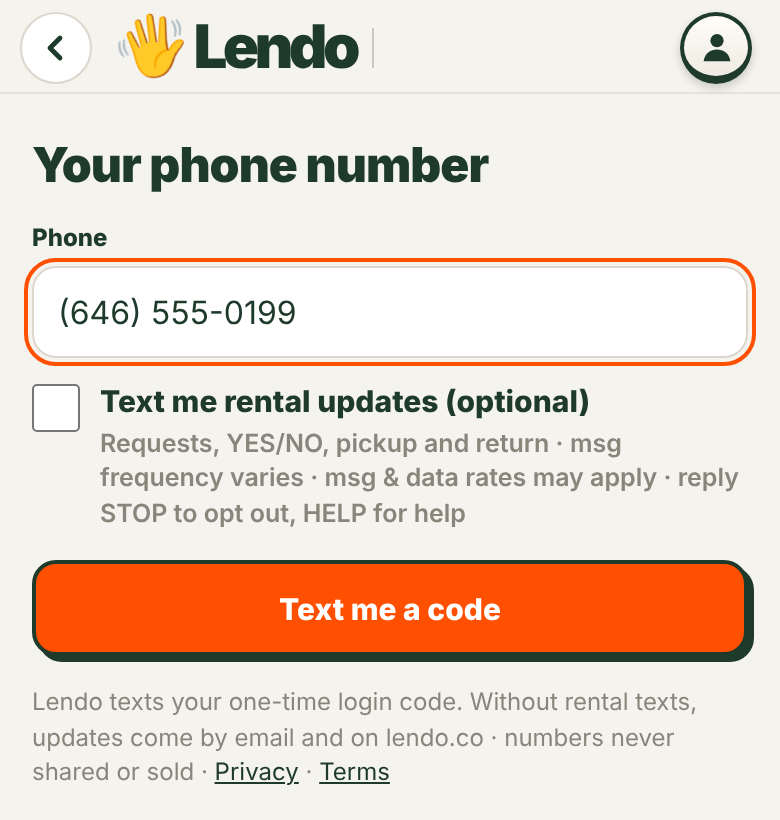 Lendo
Your phone number
Phone
(646) 555-0199
Text me rental updates (optional)
Requests, YES/NO, pickup and return · msg
frequency varies · msg & data rates may apply · reply
STOP to opt out, HELP for help
Text me a code
Lendo texts your one-time login code. Without rental texts,
updates come by email and on lendo.co · numbers never
shared or sold · Privacy · Terms